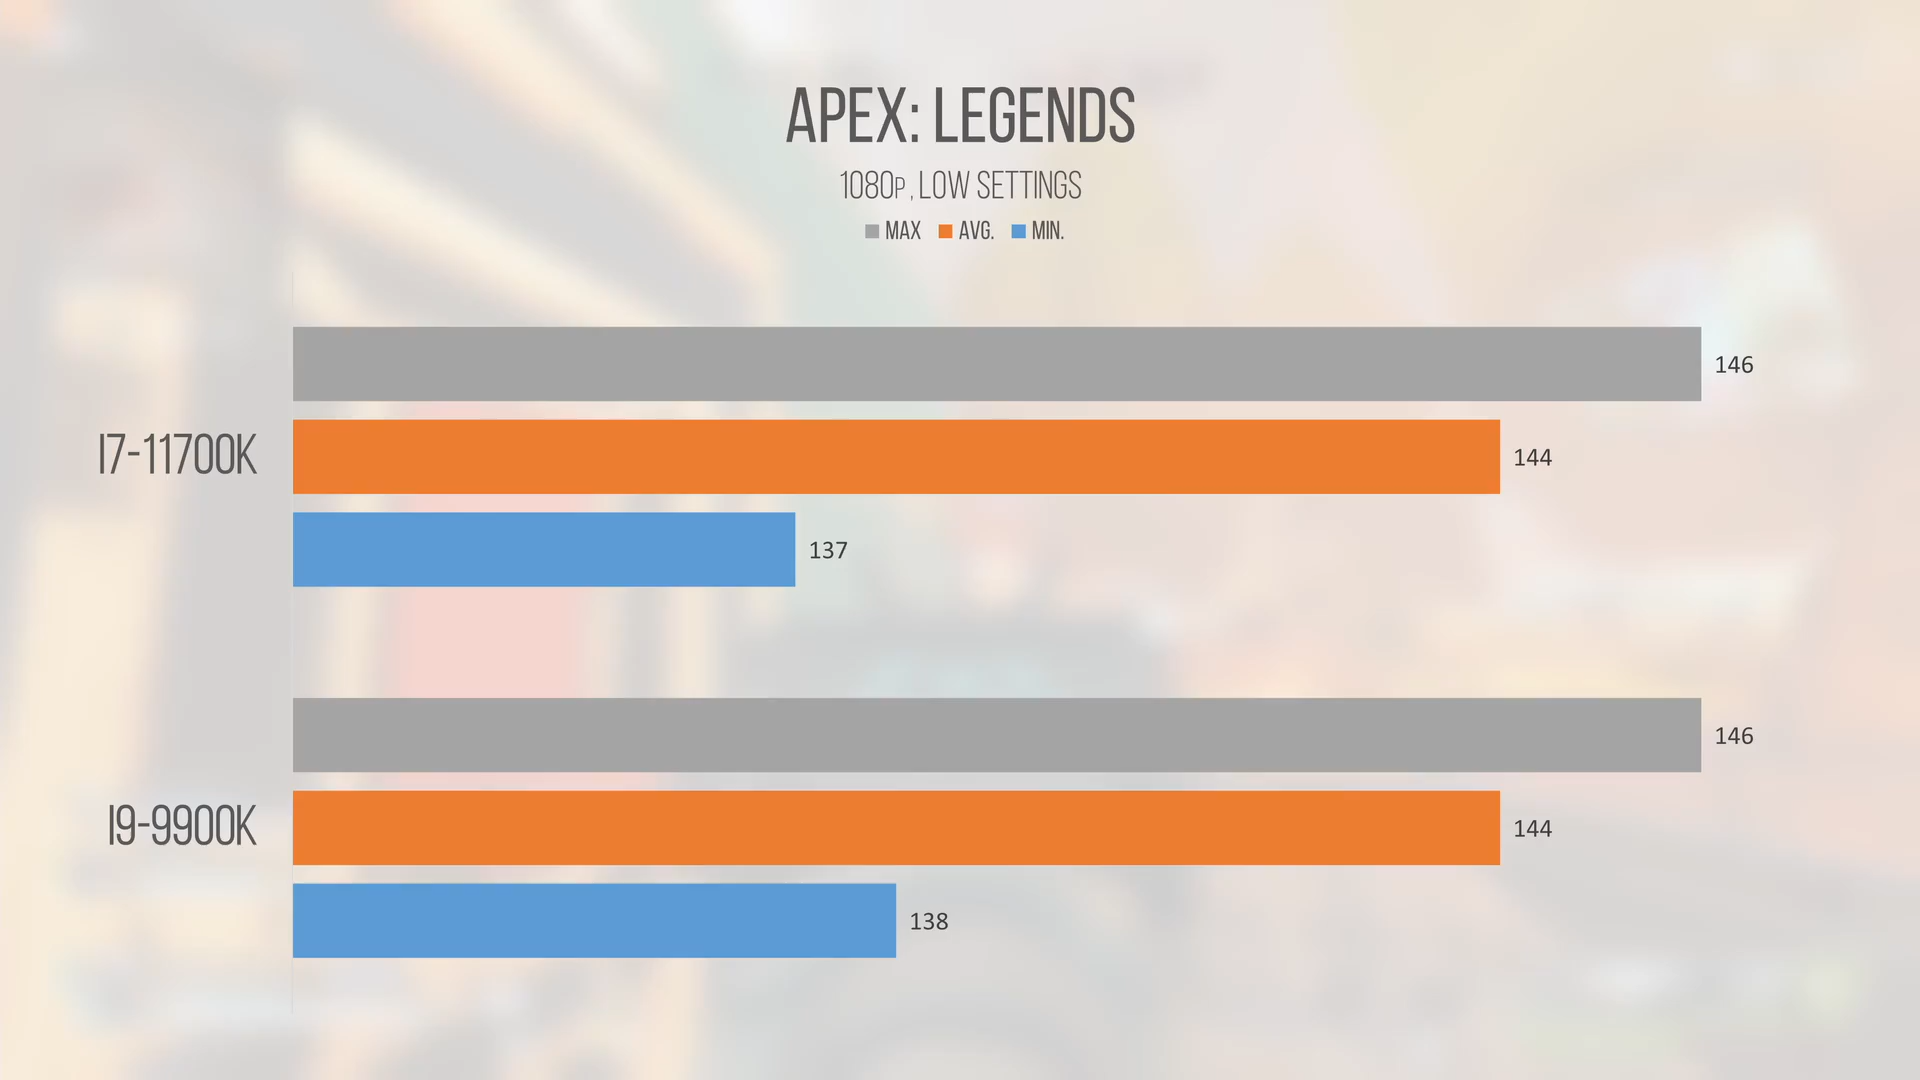 APEX: LEGENDS
1080P, LOW SETTINGS
MAX AVG. MIN.
146
I7-11700K
144
137
146
I9-9900K
144
138